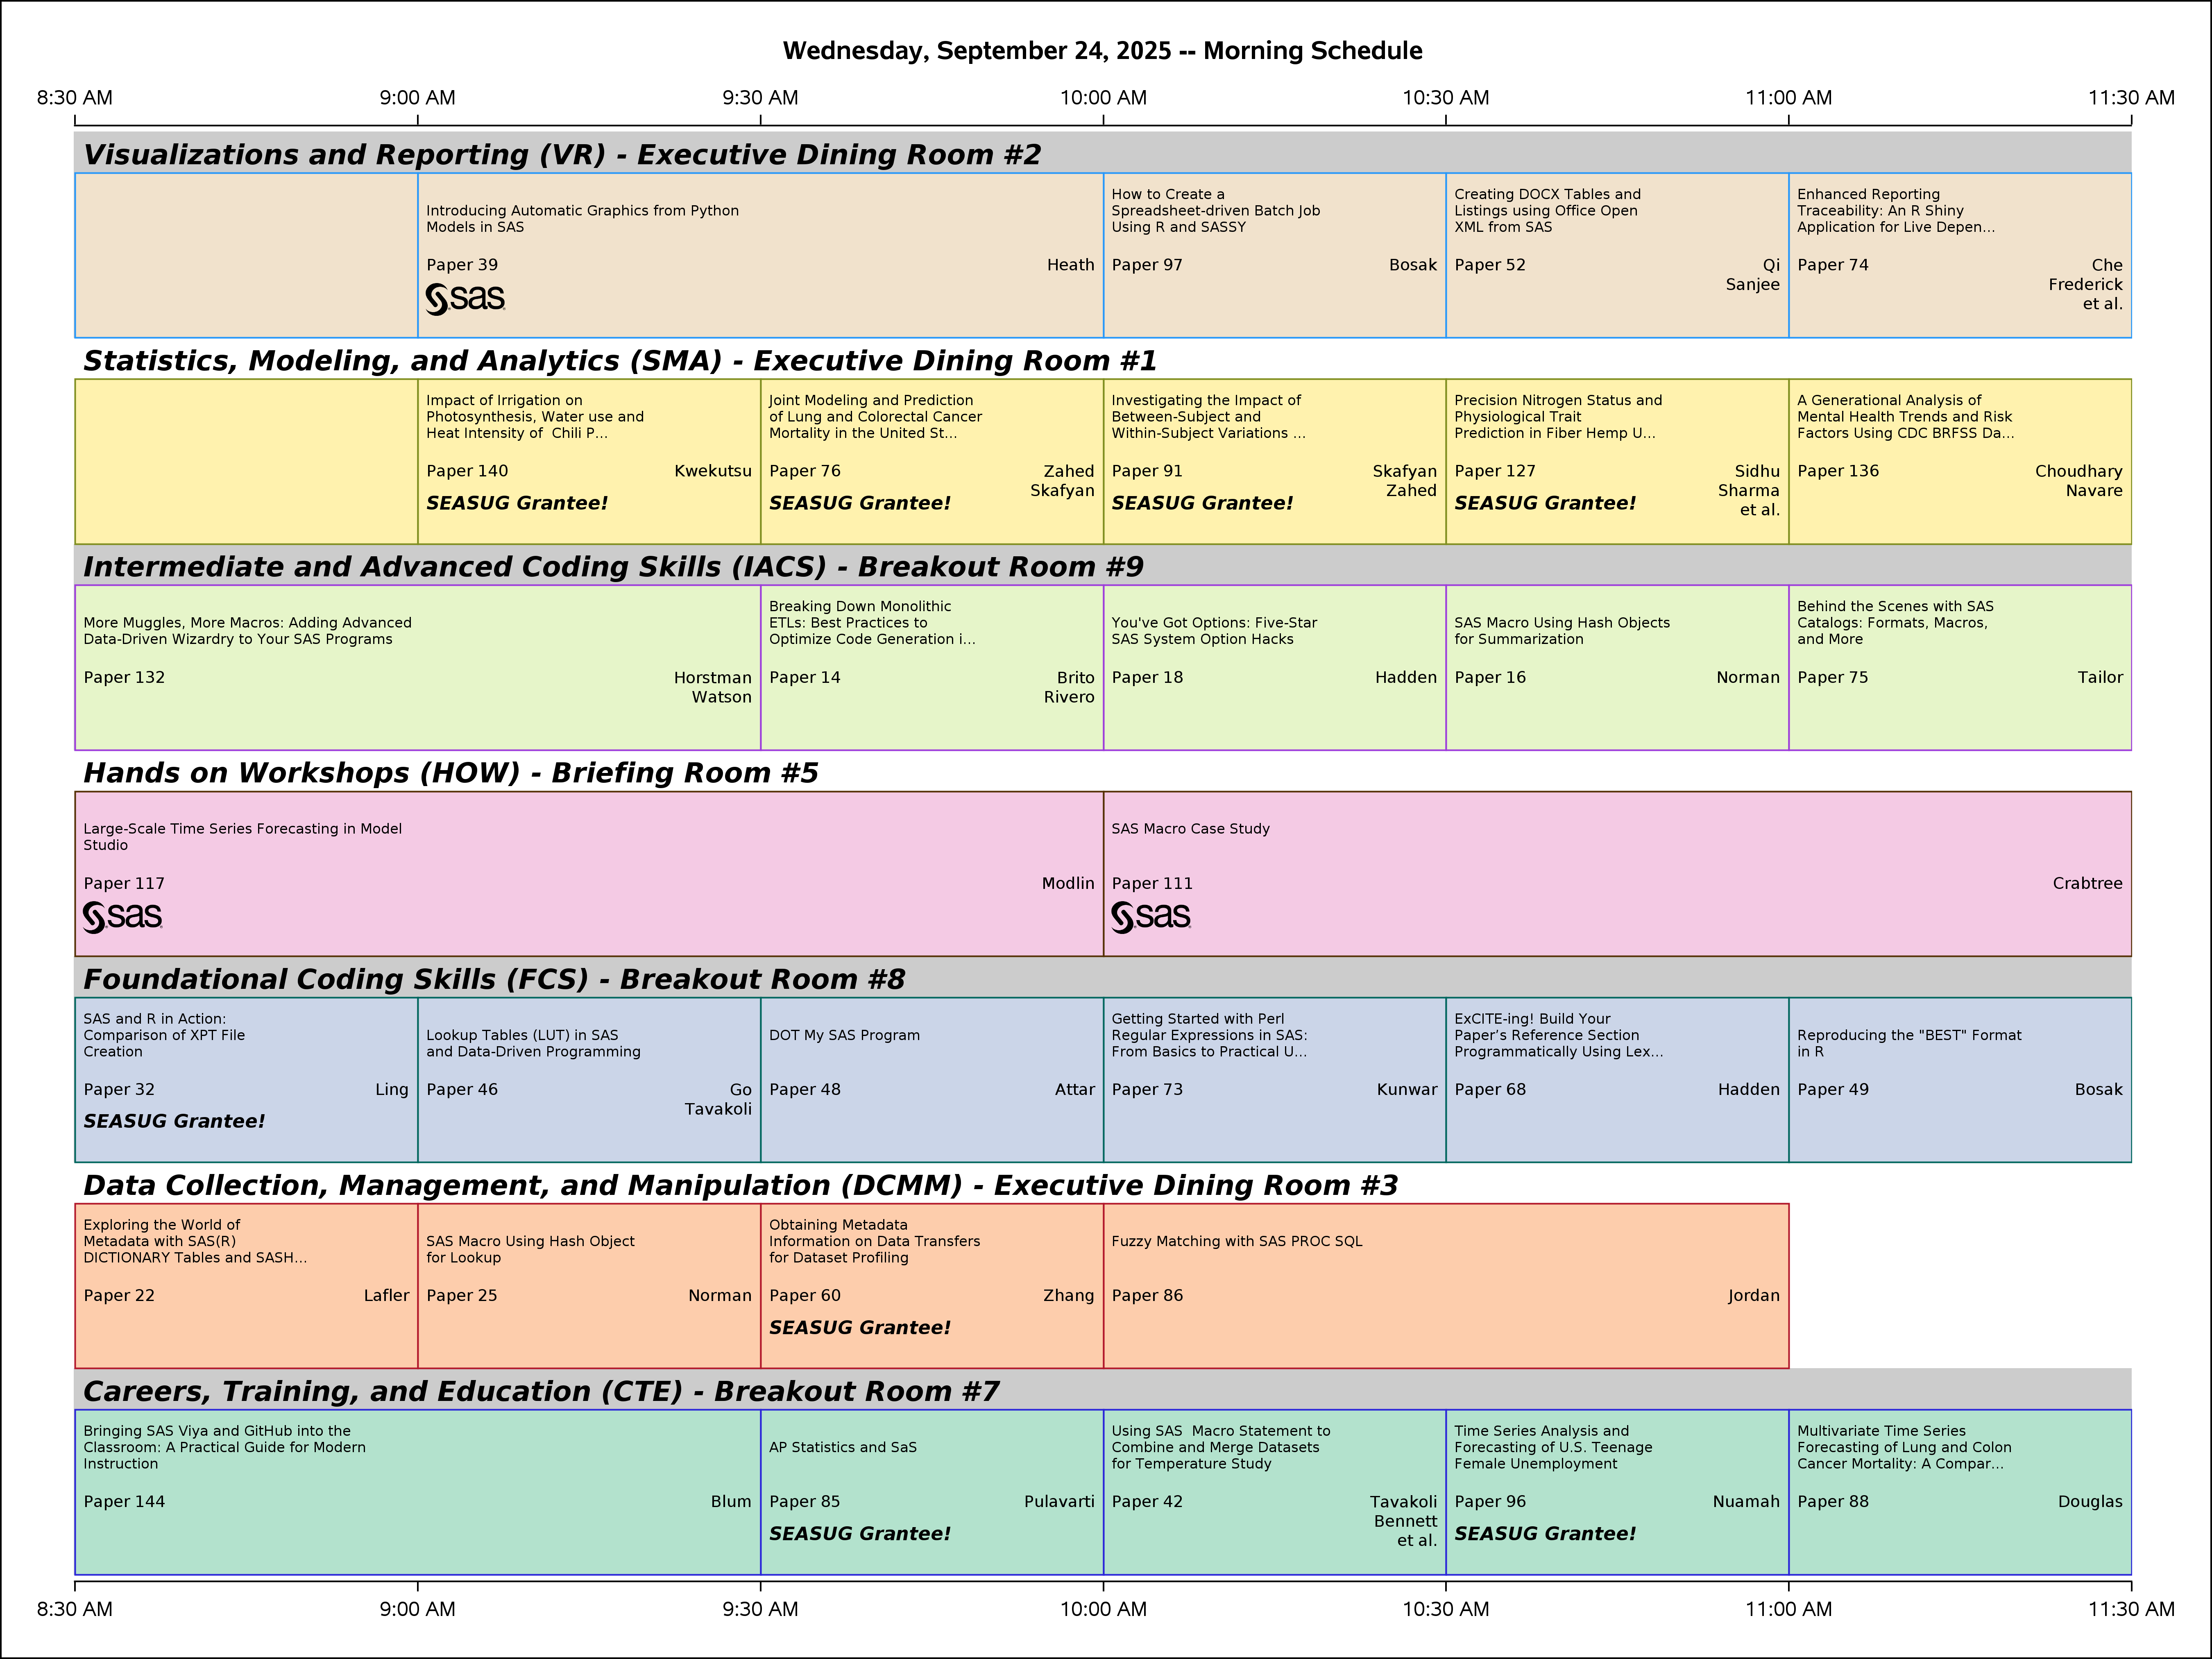 Wednesday, September 24, 2025 -- Morning Schedule
8:30 AM 9:00 AM 9:30 AM 10:00 AM 10:30 AM 11:00 AM 11:30 AM
Visualizations and Reporting (VR) - Executive Dining Room #2
Introducing Automatic Graphics from Python
Models in SAS
Paper 39 Heath
sas
How to Create a
Spreadsheet-driven Batch Job
Using R and SASSY
Paper 97 Bosak
Creating DOCX Tables and
Listings using Office Open
XML from SAS
Paper 52 Qi
Sanjee
Enhanced Reporting
Traceability: An R Shiny
Application for Live Depen...
Paper 74 Che
Frederick
et al.
Statistics, Modeling, and Analytics (SMA) - Executive Dining Room #1
Impact of Irrigation on
Photosynthesis, Water use and
Heat Intensity of  Chili P...
Paper 140 Kwekutsu
SEASUG Grantee!
Joint Modeling and Prediction
of Lung and Colorectal Cancer
Mortality in the United St...
Paper 76 Zahed
Skafyan
SEASUG Grantee!
Investigating the Impact of
Between-Subject and
Within-Subject Variations ...
Paper 91 Skafyan
Zahed
SEASUG Grantee!
Precision Nitrogen Status and
Physiological Trait
Prediction in Fiber Hemp U...
Paper 127 Sidhu
Sharma
et al.
SEASUG Grantee!
A Generational Analysis of
Mental Health Trends and Risk
Factors Using CDC BRFSS Da...
Paper 136 Choudhary
Navare
Intermediate and Advanced Coding Skills (IACS) - Breakout Room #9
More Muggles, More Macros: Adding Advanced
Data-Driven Wizardry to Your SAS Programs
Paper 132 Horstman
Watson
Breaking Down Monolithic
ETLs: Best Practices to
Optimize Code Generation i...
Paper 14 Brito
Rivero
You've Got Options: Five-Star
SAS System Option Hacks
Paper 18 Hadden
SAS Macro Using Hash Objects
for Summarization
Paper 16 Norman
Behind the Scenes with SAS
Catalogs: Formats, Macros,
and More
Paper 75 Tailor
Hands on Workshops (HOW) - Briefing Room #5
Large-Scale Time Series Forecasting in Model
Studio
Paper 117 Modlin
sas
SAS Macro Case Study
Paper 111 Crabtree
sas
Foundational Coding Skills (FCS) - Breakout Room #8
SAS and R in Action:
Comparison of XPT File
Creation
Paper 32 Ling
SEASUG Grantee!
Lookup Tables (LUT) in SAS
and Data-Driven Programming
Paper 46 Go
Tavakoli
DOT My SAS Program
Paper 48 Attar
Getting Started with Perl
Regular Expressions in SAS:
From Basics to Practical U...
Paper 73 Kunwar
ExCITE-ing! Build Your
Paper’s Reference Section
Programmatically Using Lex...
Paper 68 Hadden
Reproducing the "BEST" Format
in R
Paper 49 Bosak
Data Collection, Management, and Manipulation (DCMM) - Executive Dining Room #3
Exploring the World of
Metadata with SAS(R)
DICTIONARY Tables and SASH...
Paper 22 Lafler
SAS Macro Using Hash Object
for Lookup
Paper 25 Norman
Obtaining Metadata
Information on Data Transfers
for Dataset Profiling
Paper 60 Zhang
SEASUG Grantee!
Fuzzy Matching with SAS PROC SQL
Paper 86 Jordan
Careers, Training, and Education (CTE) - Breakout Room #7
Bringing SAS Viya and GitHub into the
Classroom: A Practical Guide for Modern
Instruction
Paper 144 Blum
AP Statistics and SaS
Paper 85 Pulavarti
SEASUG Grantee!
Using SAS  Macro Statement to
Combine and Merge Datasets
for Temperature Study
Paper 42 Tavakoli
Bennett
et al.
Time Series Analysis and
Forecasting of U.S. Teenage
Female Unemployment
Paper 96 Nuamah
SEASUG Grantee!
Multivariate Time Series
Forecasting of Lung and Colon
Cancer Mortality: A Compar...
Paper 88 Douglas
8:30 AM 9:00 AM 9:30 AM 10:00 AM 10:30 AM 11:00 AM 11:30 AM